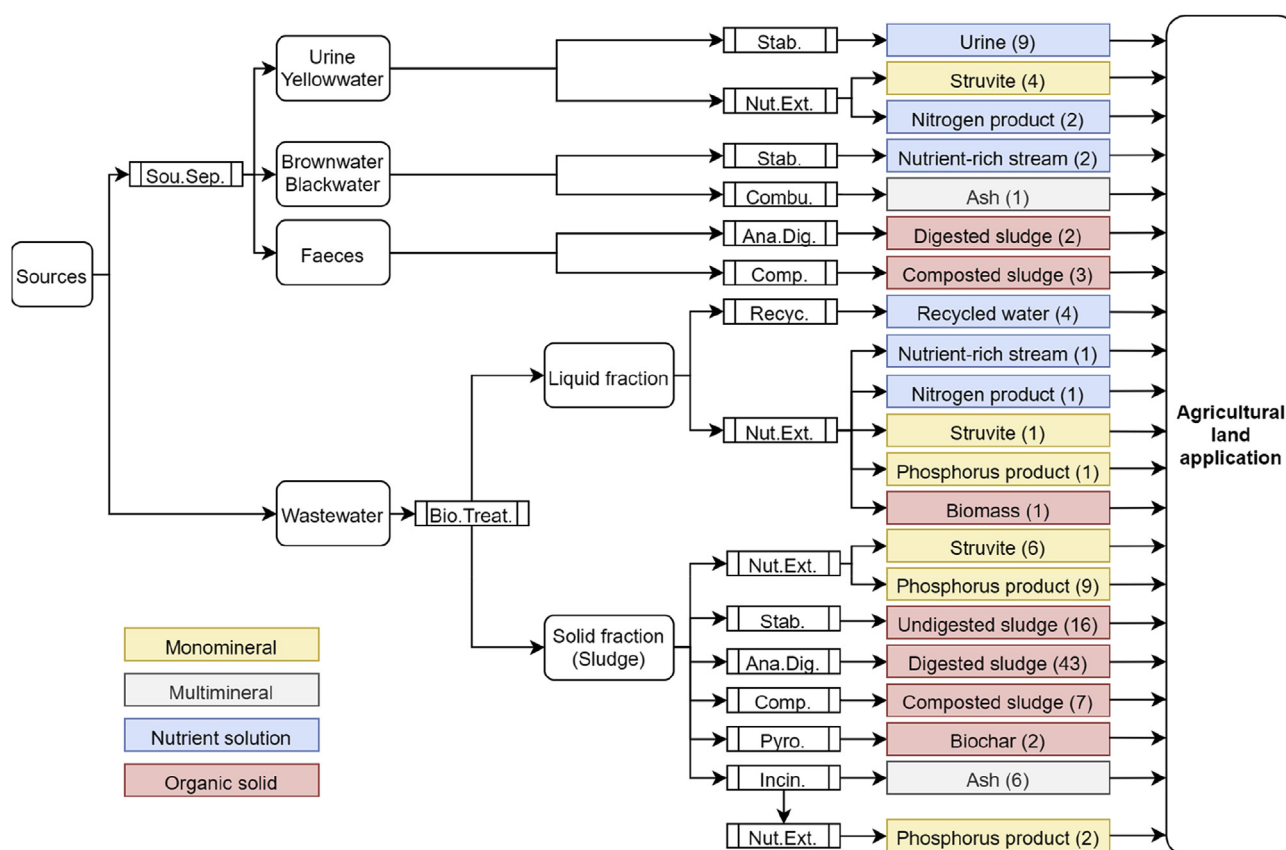 Sources
Sou.Sep.
Urine
Yellowwater
Brownwater
Blackwater
Faeces
Wastewater
Bio.Treat.
Liquid fraction
Solid fraction
(Sludge)
Stab.
Urine (9)
Nut.Ext.
Struvite (4)
Nitrogen product (2)
Stab.
Nutrient-rich stream (2)
Combu.
Ash (1)
Ana.Dig.
Digested sludge (2)
Comp.
Composted sludge (3)
Recyc.
Recycled water (4)
Nut.Ext.
Nutrient-rich stream (1)
Nitrogen product (1)
Struvite (1)
Phosphorus product (1)
Biomass (1)
Nut.Ext.
Struvite (6)
Phosphorus product (9)
Stab.
Undigested sludge (16)
Ana.Dig.
Digested sludge (43)
Comp.
Composted sludge (7)
Pyro.
Biochar (2)
Incin.
Ash (6)
Nut.Ext.
Phosphorus product (2)
Agricultural
land
application
Monomineral
Multimineral
Nutrient solution
Organic solid